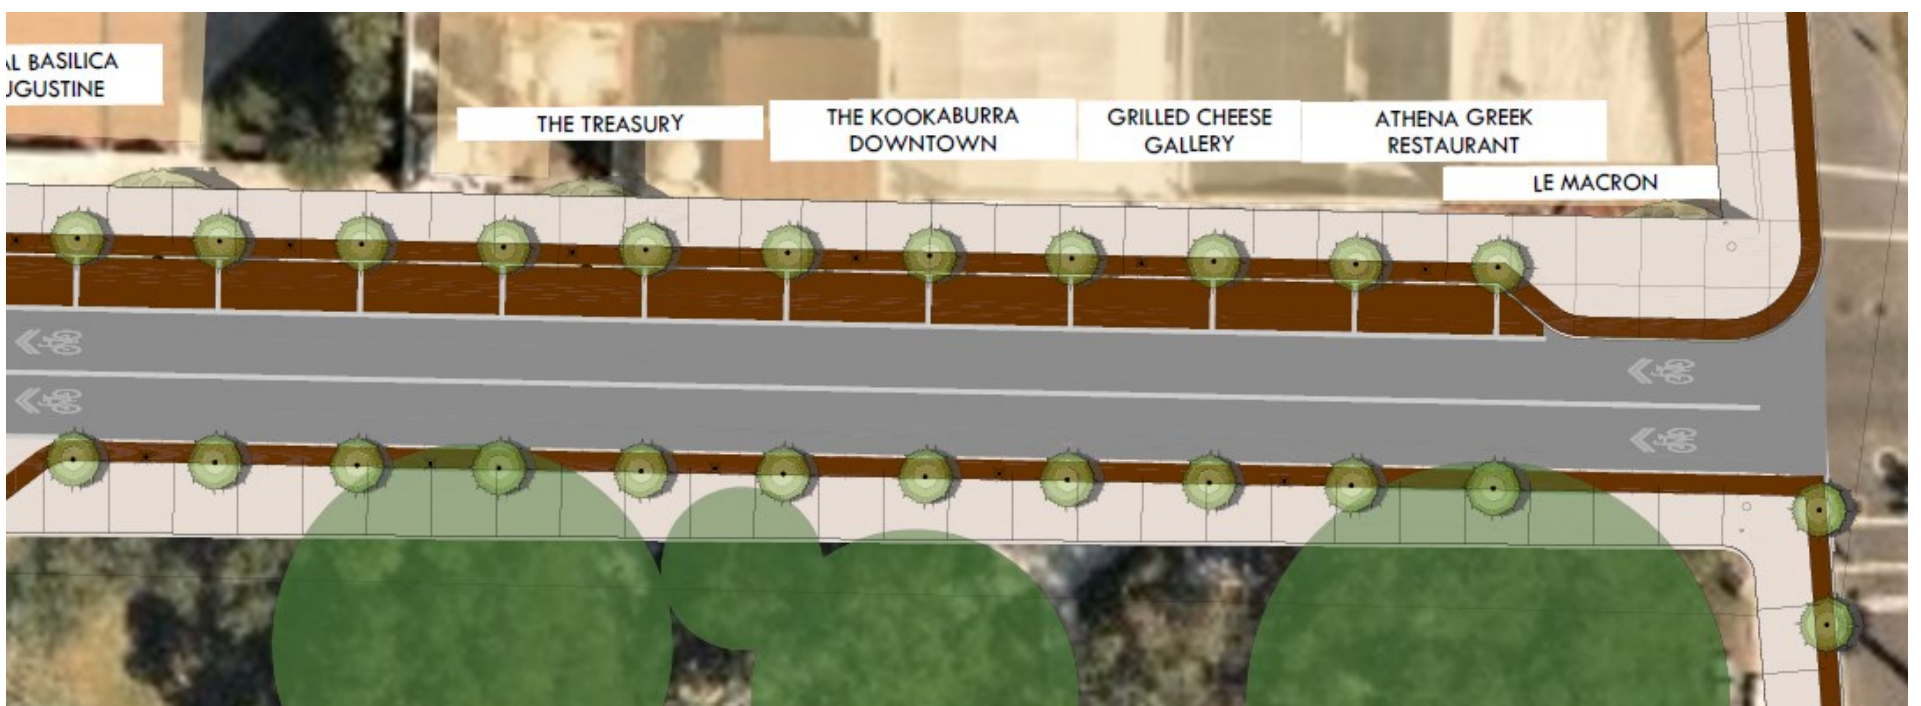 AL BASILICA
UGUSTINE
THE TREASURY
THE KOOKABURRA
DOWNTOWN
GRILLED CHEESE
GALLERY
ATHENA GREEK
RESTAURANT
LE MACRON